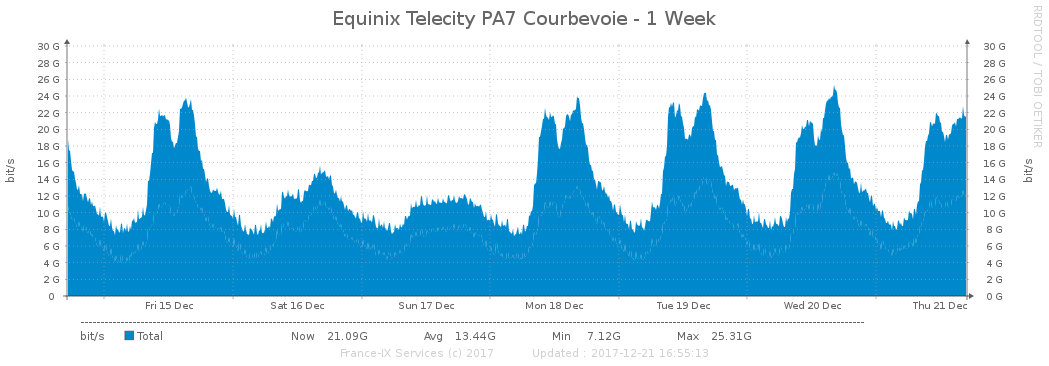 Equinix Telecity PA7 Courbevoie - 1 Week
RRDTOOL / TOBI OETIKER
bit/s
30 G 30 G
28 G 28 G
26 G 26 G
24 G 24 G
22 G 22 G
20 G 20 G
18 G 18 G
16 G 16 G
14 G 14 G
12 G 12 G
10 G 10 G
8 G 8 G
6 G 6 G
4 G 4 G
2 G 2 G
0 0 G
bit/s
Fri 15 Dec Sat 16 Dec Sun 17 Dec Mon 18 Dec Tue 19 Dec Wed 20 Dec Thu 21 Dec
bit/s Total Now 21.09G Avg 13.44G Min 7.12G Max 25.31G
France-IX Services (c) 2017 Updated : 2017-12-21 16:55:13